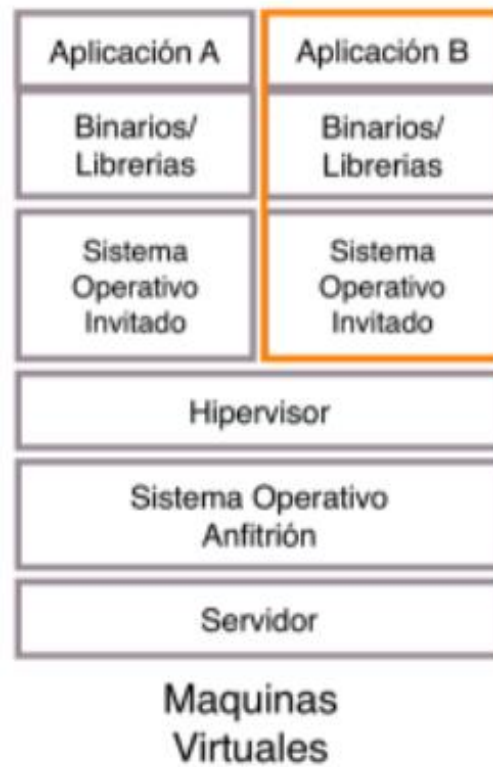 Aplicación A
Aplicación B
Binarios/
Librerias
Binarios/
Librerias
Sistema
Operativo
Invitado
Sistema
Operativo
Invitado
Hipervisor
Sistema Operativo
Anfitrión
Servidor
Maquinas
Virtuales